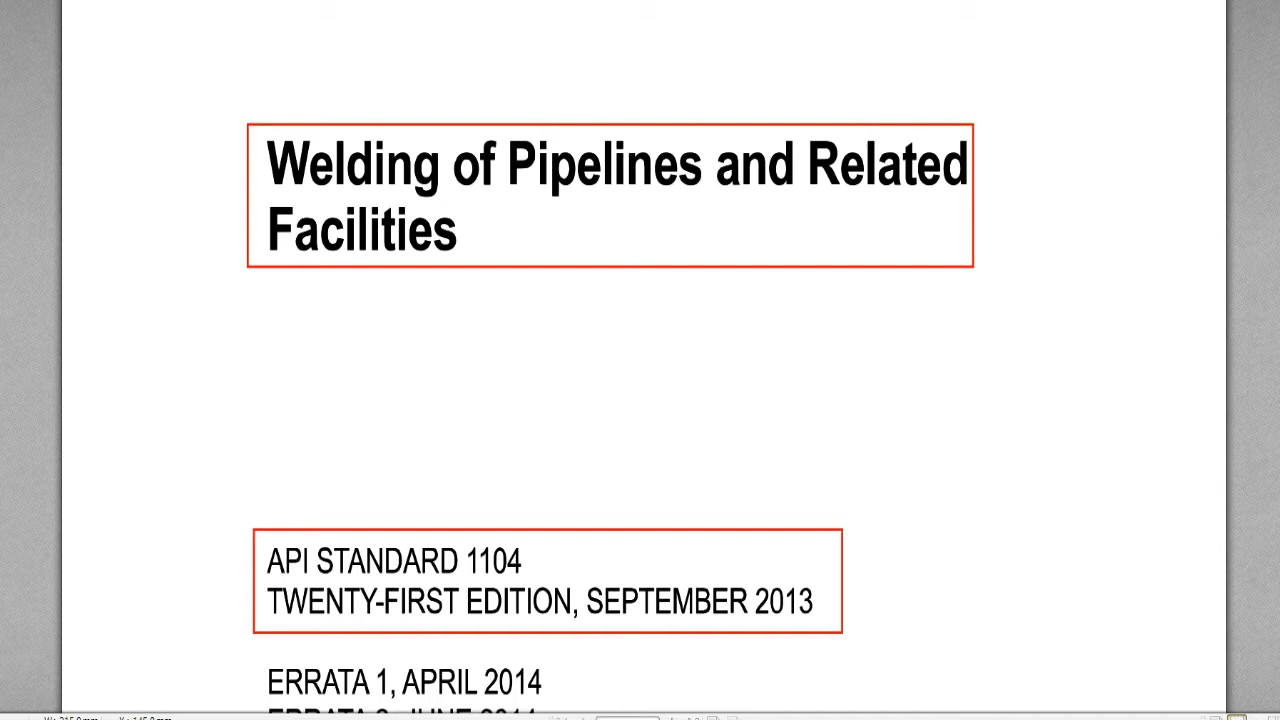 Welding of Pipelines and Related
Facilities
API STANDARD 1104
TWENTY-FIRST EDITION, SEPTEMBER 2013
ERRATA 1, APRIL 2014